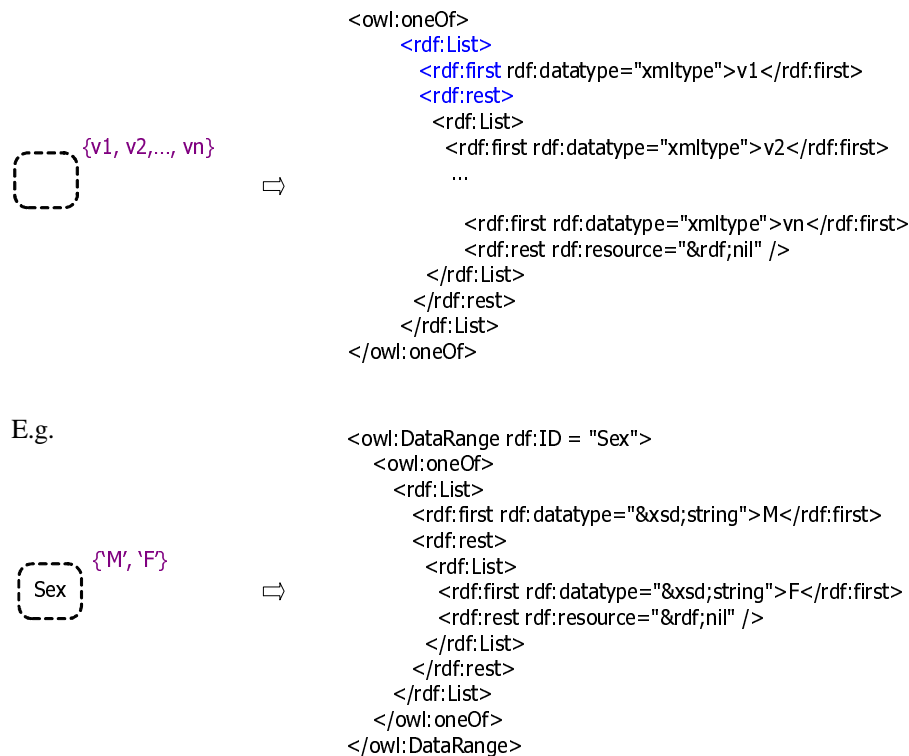 <owl:oneOf>
<rdf:List>
<rdf:first rdf:datatype="xmltype">v1</rdf:first>
<rdf:rest>
<rdf:List>
{v1, v2,..., vn}
<rdf:first rdf:datatype="xmltype">v2</rdf:first>
...
⇨
<rdf:first rdf:datatype="xmltype">vn</rdf:first>
<rdf:rest rdf:resource="&rdf;nil" />
</rdf:List>
</rdf:rest>
</rdf:List>
</owl:oneOf>
E.g.
<owl:DataRange rdf:ID = "Sex">
<owl:oneOf>
<rdf:List>
<rdf:first rdf:datatype="&xsd;string">M</rdf:first>
<rdf:rest>
{‘M’, ‘F’}
<rdf:List>
Sex
⇨
<rdf:first rdf:datatype="&xsd;string">F</rdf:first>
<rdf:rest rdf:resource="&rdf;nil" />
</rdf:List>
</rdf:rest>
</rdf:List>
</owl:oneOf>
</owl:DataRange>